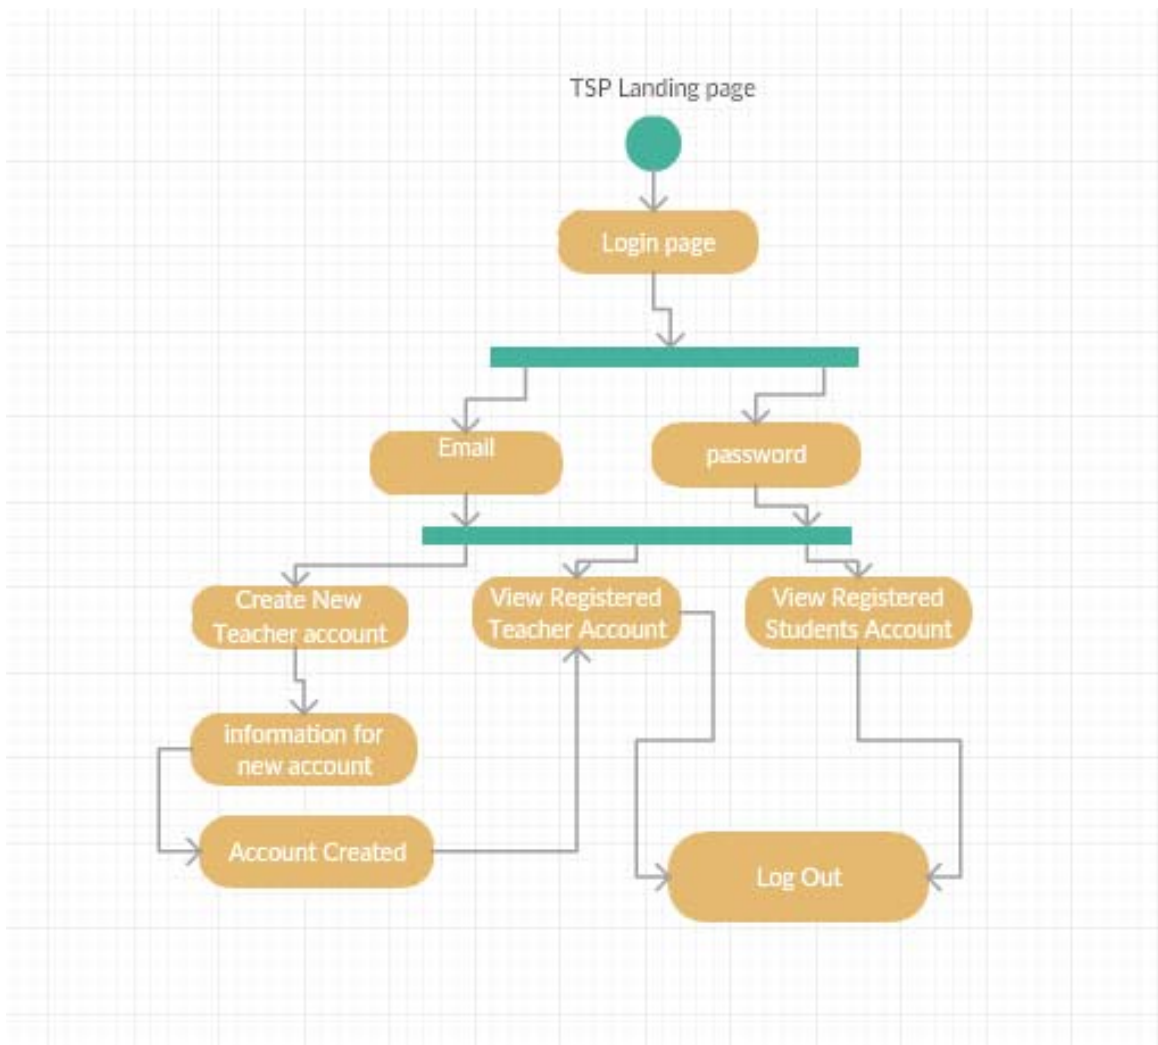 TSP Landing page
Login page
Email
password
Create New
Teacher account
View Registered
Teacher Account
View Registered
Students Account
information for
new account
Account Created
Log Out